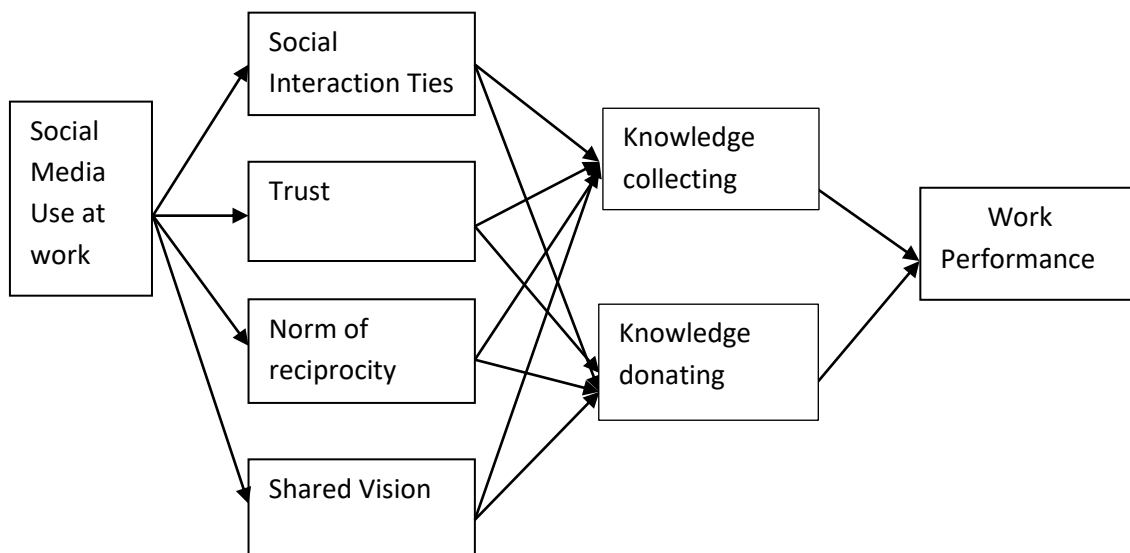 Social
Media
Use at
work
Social
Interaction Ties
Trust
Norm of
reciprocity
Shared Vision
Knowledge
collecting
Knowledge
donating
Work
Performance